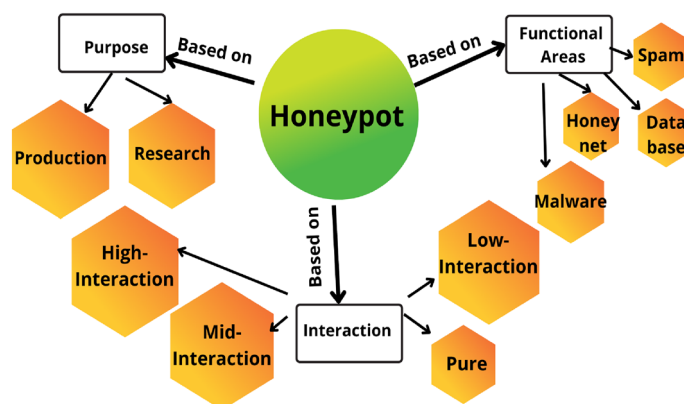 Purpose
Based on
Honeypot
Based on
Functional
Areas
Spam
Honey
net
Data
base
Malware
Production
Research
Based on
High-
Interaction
Mid-
Interaction
Interaction
Low-
Interaction
Pure